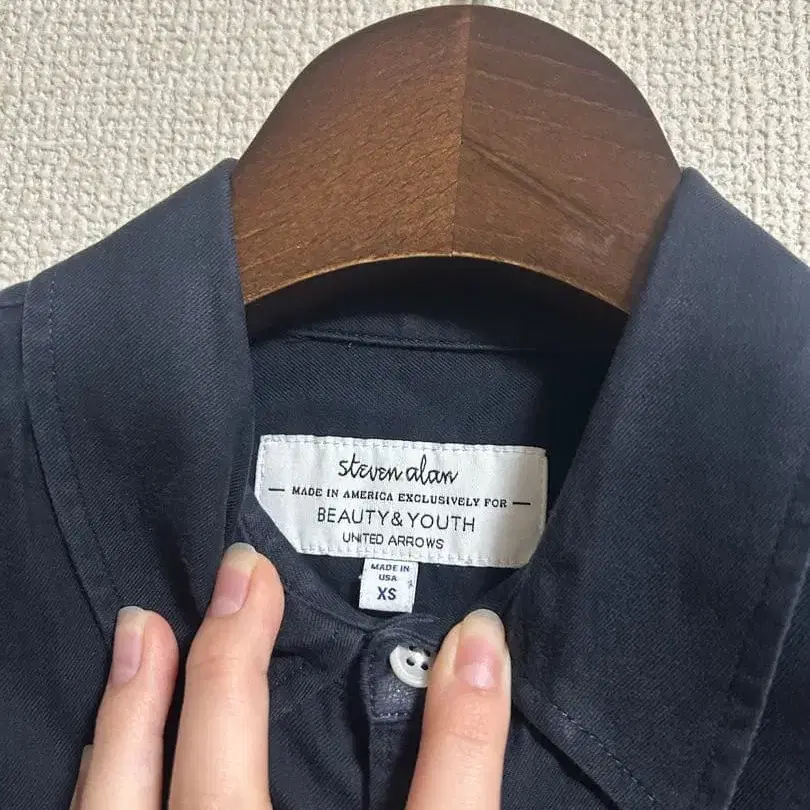 steven alan
MADE IN AMERICA EXCLUSIVELY FOR
BEAUTY&YOUTH
UNITED ARROWS
MADE IN
USA
XS